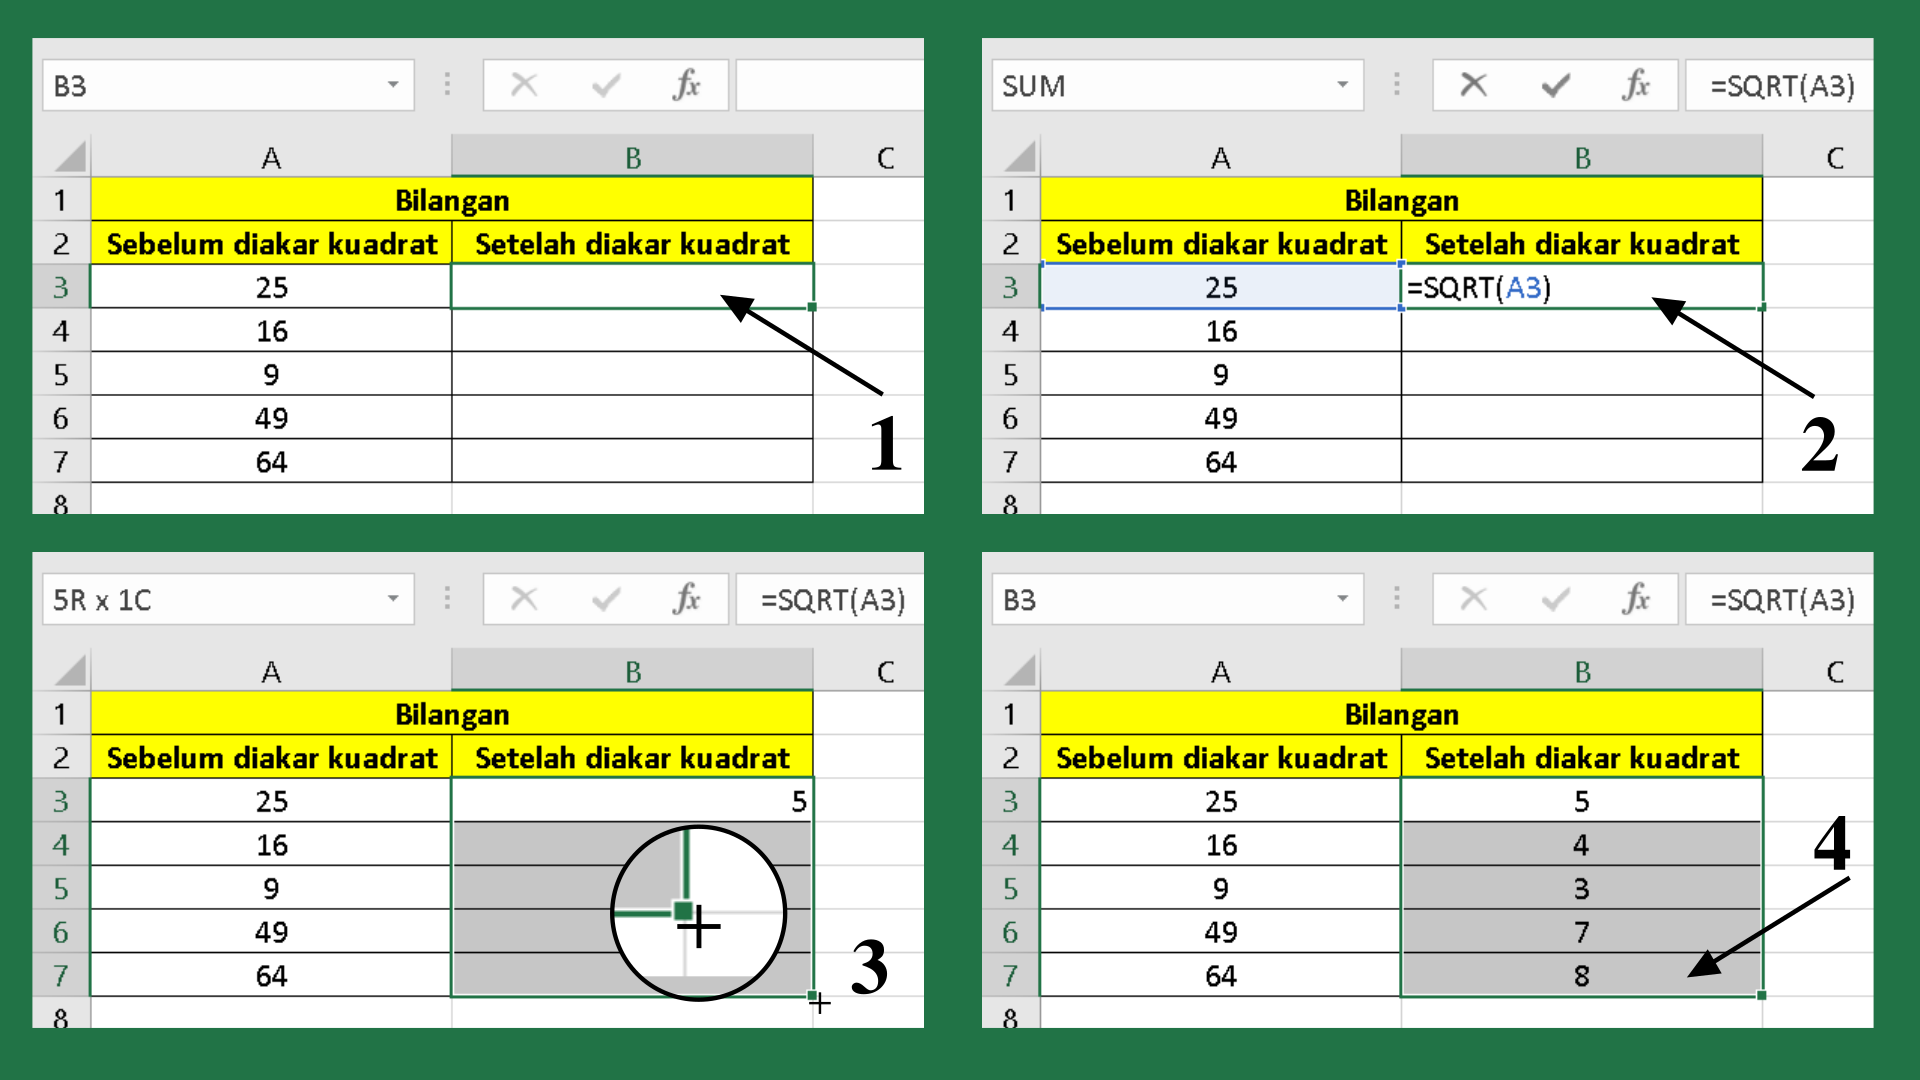 B3 fx
A B C
1 Bilangan
2 Sebelum diakar kuadrat Setelah diakar kuadrat
3 25
4 16
5 9
6 49
7 64
8
1
SUM fx =SQRT(A3)
A B C
1 Bilangan
2 Sebelum diakar kuadrat Setelah diakar kuadrat
3 25 =SQRT(A3)
4 16
5 9
6 49
7 64
8
2
5R x 1C fx =SQRT(A3)
A B C
1 Bilangan
2 Sebelum diakar kuadrat Setelah diakar kuadrat
3 25 5
4 16
5 9
6 49
7 64
8
3
B3 fx =SQRT(A3)
A B C
1 Bilangan
2 Sebelum diakar kuadrat Setelah diakar kuadrat
3 25 5
4 16 4
5 9 3
6 49 7
7 64 8
8
4